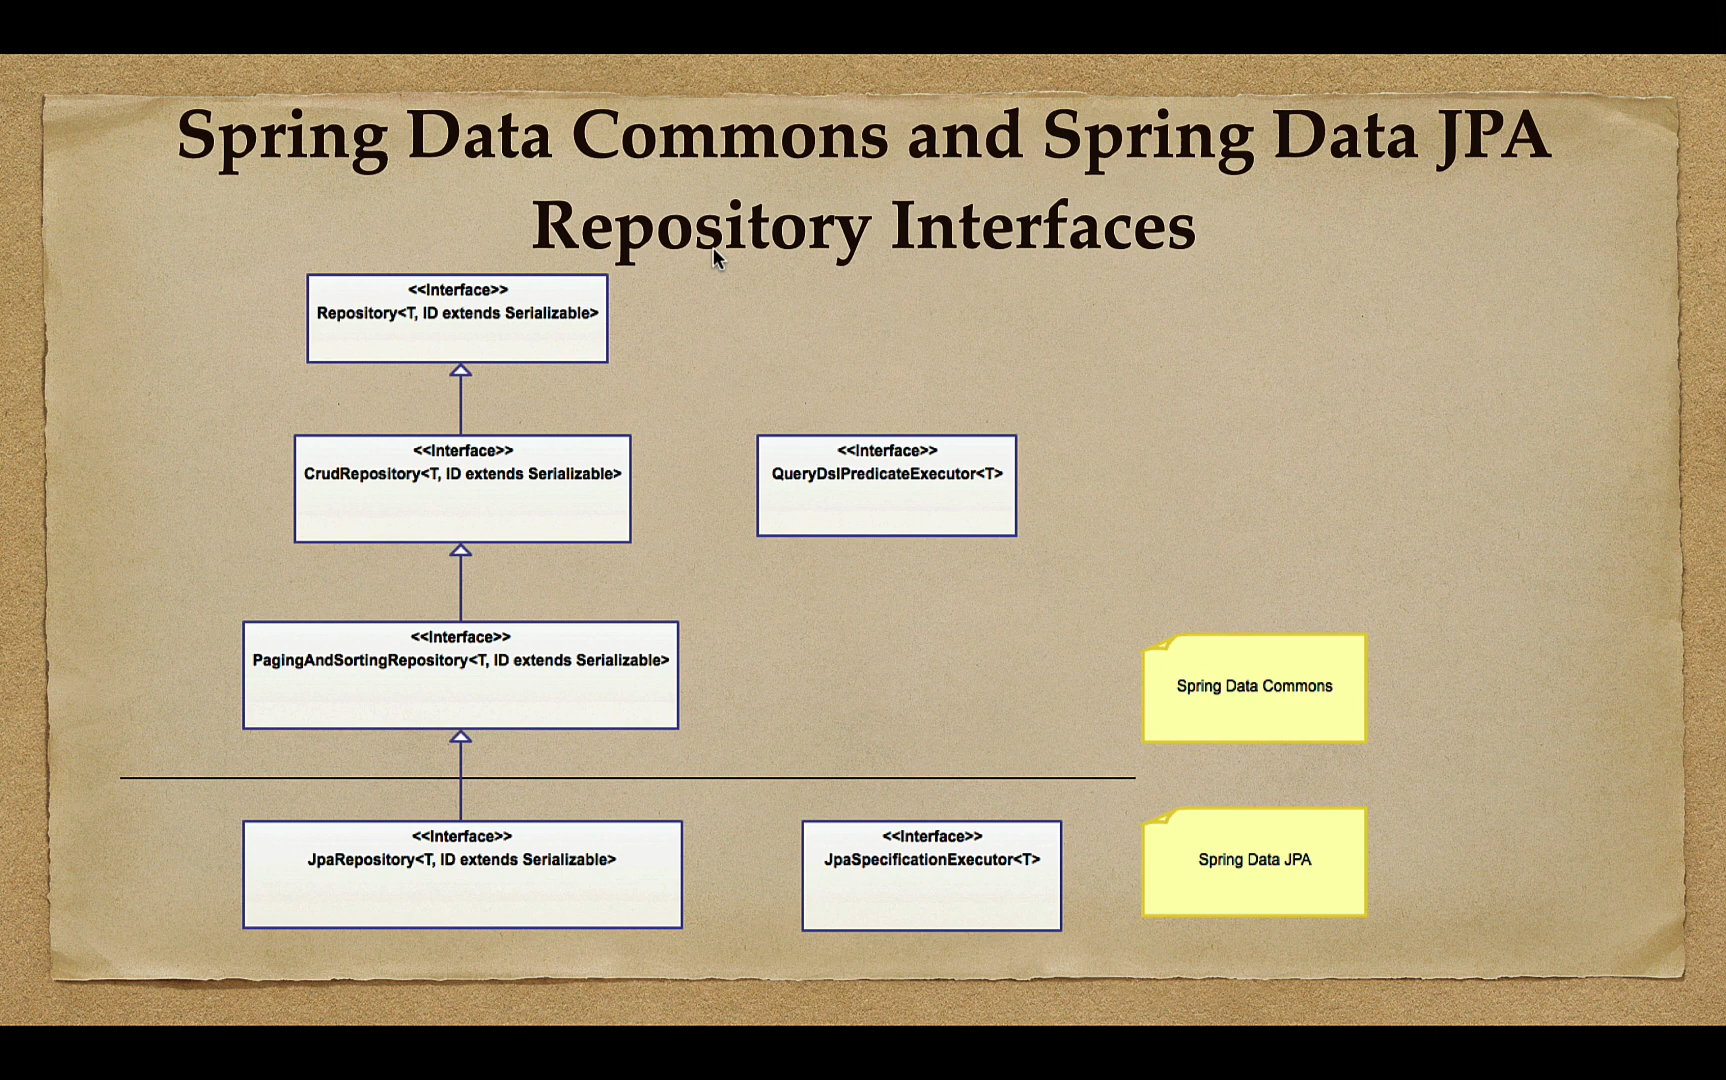 Spring Data Commons and Spring Data JPA
Repository Interfaces
<<Interface>>
Repository<T, ID extends Serializable>
<<Interface>>
CrudRepository<T, ID extends Serializable>
<<Interface>>
QueryDslPredicateExecutor<T>
<<Interface>>
PagingAndSortingRepository<T, ID extends Serializable>
Spring Data Commons
<<Interface>>
JpaRepository<T, ID extends Serializable>
<<Interface>>
JpaSpecificationExecutor<T>
Spring Data JPA